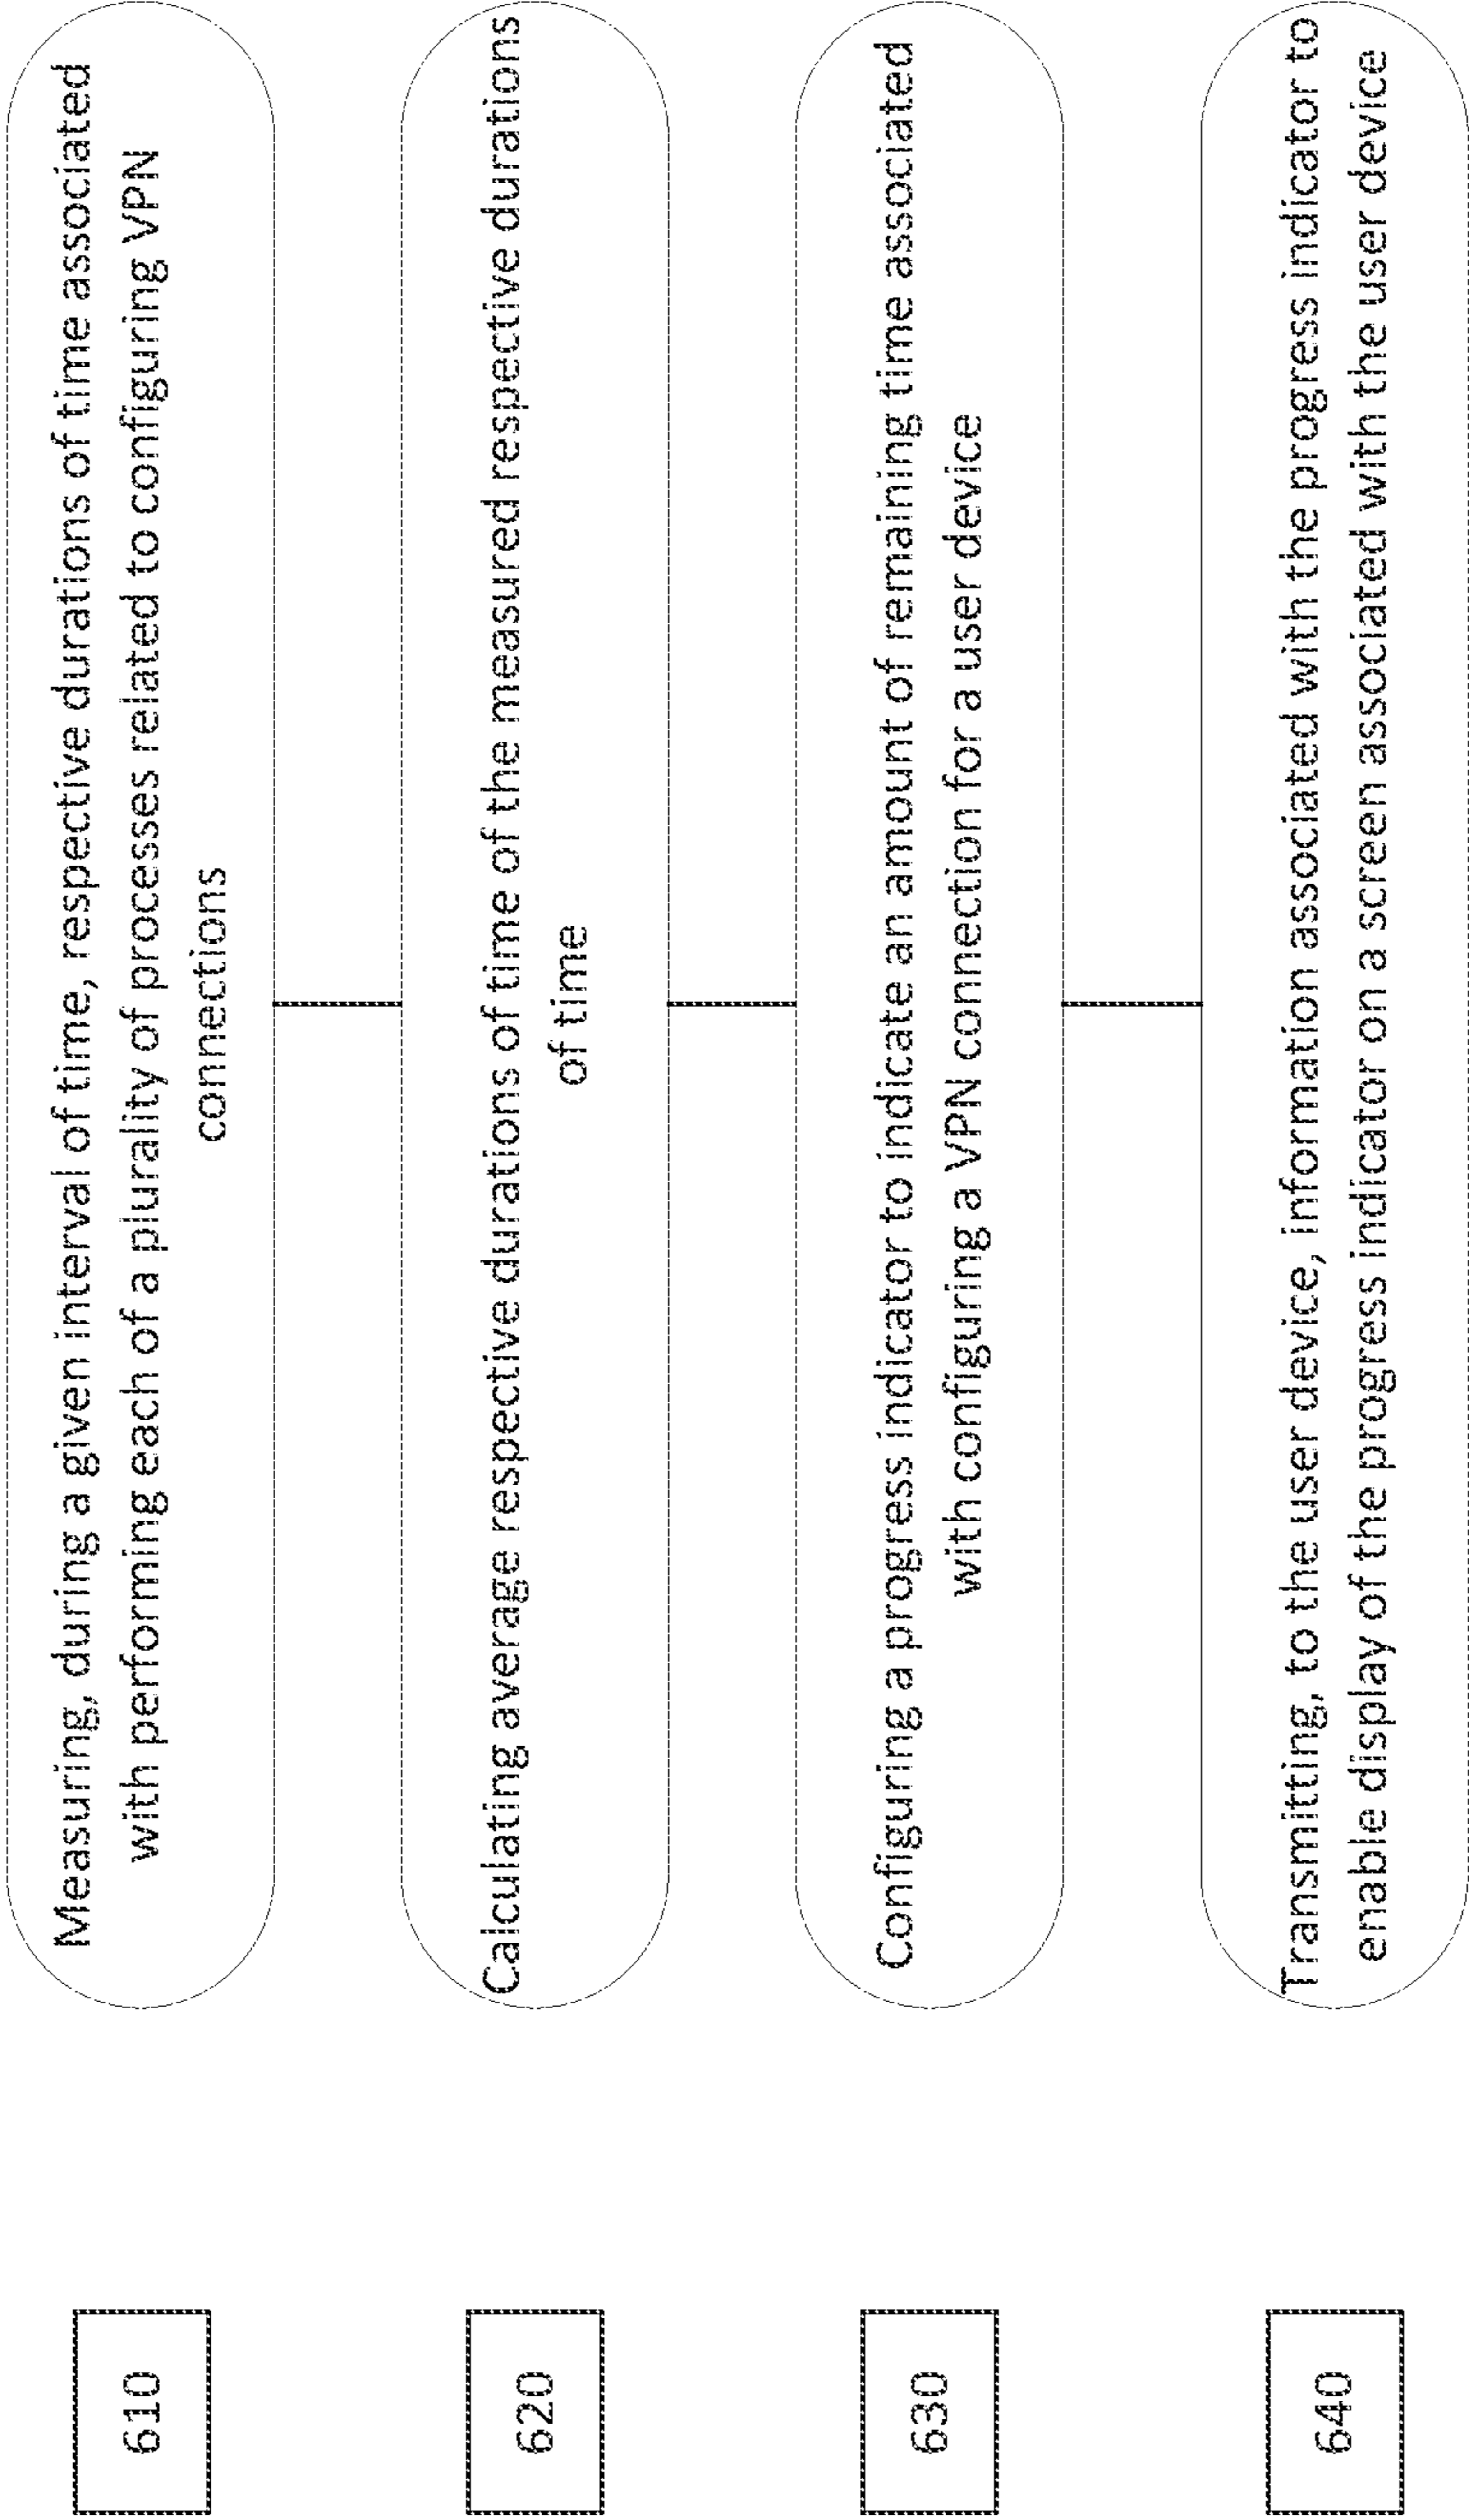 610
Measuring, during a given interval of time, respective durations of time associated
with performing each of a plurality of processes related to configuring VPN
connections
620
Calculating average respective durations of time of the measured respective durations
of time
630
Configuring a progress indicator to indicate an amount of remaining time associated
with configuring a VPN connection for a user device
640
Transmitting, to the user device, information associated with the progress indicator to
enable display of the progress indicator on a screen associated with the user device